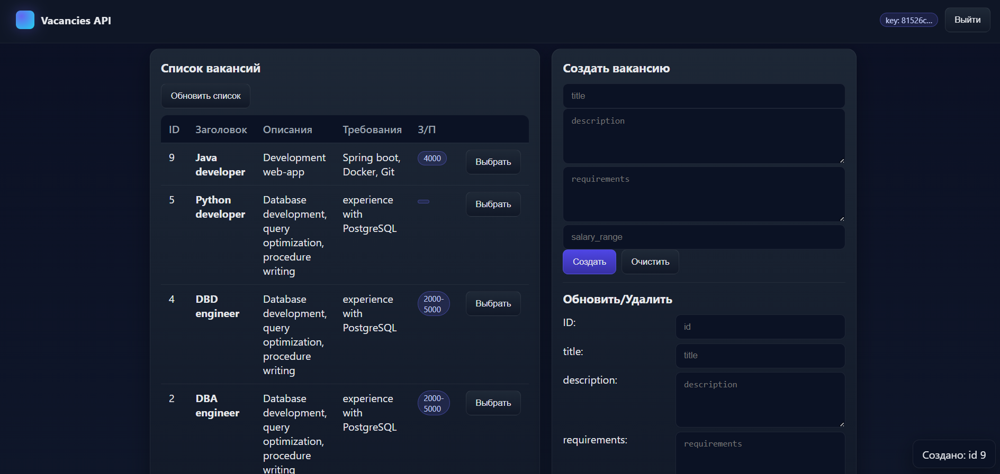 Vacancies API
key: 81526c...
Выйти
Список вакансий
Обновить список
ID Заголовок Описания Требования З/П
9 Java developer Development web-app Spring boot, Docker, Git 4000 Выбрать
5 Python developer Database development, query optimization, procedure writing experience with PostgreSQL Выбрать
4 DBD engineer Database development, query optimization, procedure writing experience with PostgreSQL 2000-5000 Выбрать
2 DBA engineer Database development, query optimization, procedure writing experience with PostgreSQL 2000-5000 Выбрать
Создать вакансию
title
description
requirements
salary_range
Создать Очистить
Обновить/Удалить
ID: id
title: title
description: description
requirements: requirements
Создано: id 9